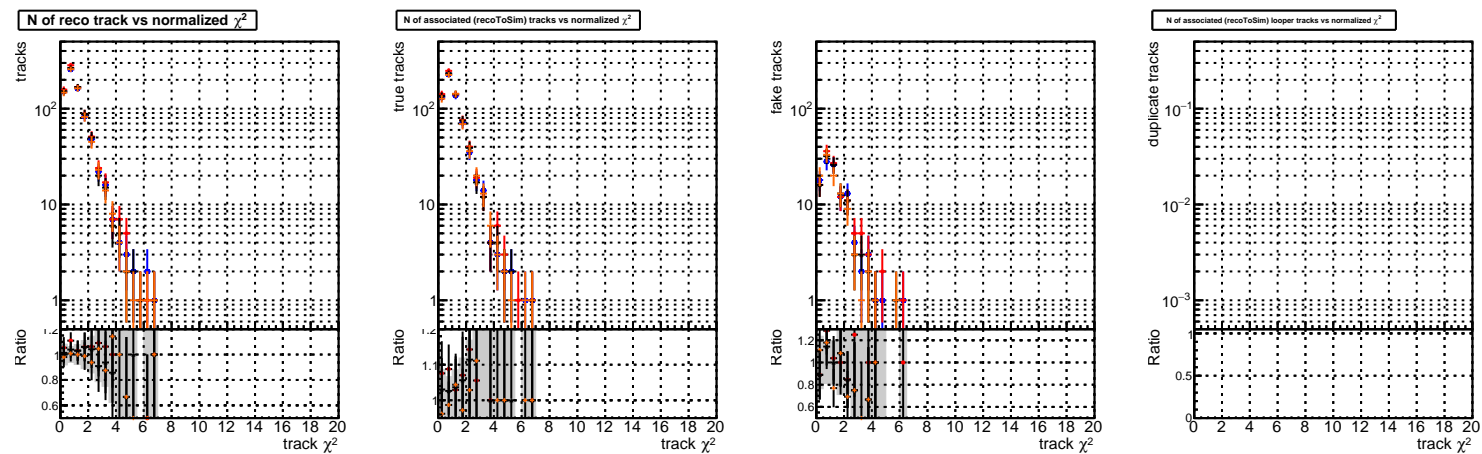 N of reco track vs normalized χ²
tracks
10²
10
1
Ratio
1.2
1
0.8
0.6
0 2 4 6 8 10 12 14 16 18 20
track χ²
N of associated (recoToSim) tracks vs normalized χ²
true tracks
10²
10
1
Ratio
1.2
1.1
1
0 2 4 6 8 10 12 14 16 18 20
track χ²
fake tracks
10²
10
1
Ratio
1.2
1
0.8
0.6
0 2 4 6 8 10 12 14 16 18 20
track χ²
N of associated (recoToSim) looper tracks vs normalized χ²
duplicate tracks
10⁻¹
10⁻²
10⁻³
Ratio
1
0.5
0
0 2 4 6 8 10 12 14 16 18 20
track χ²